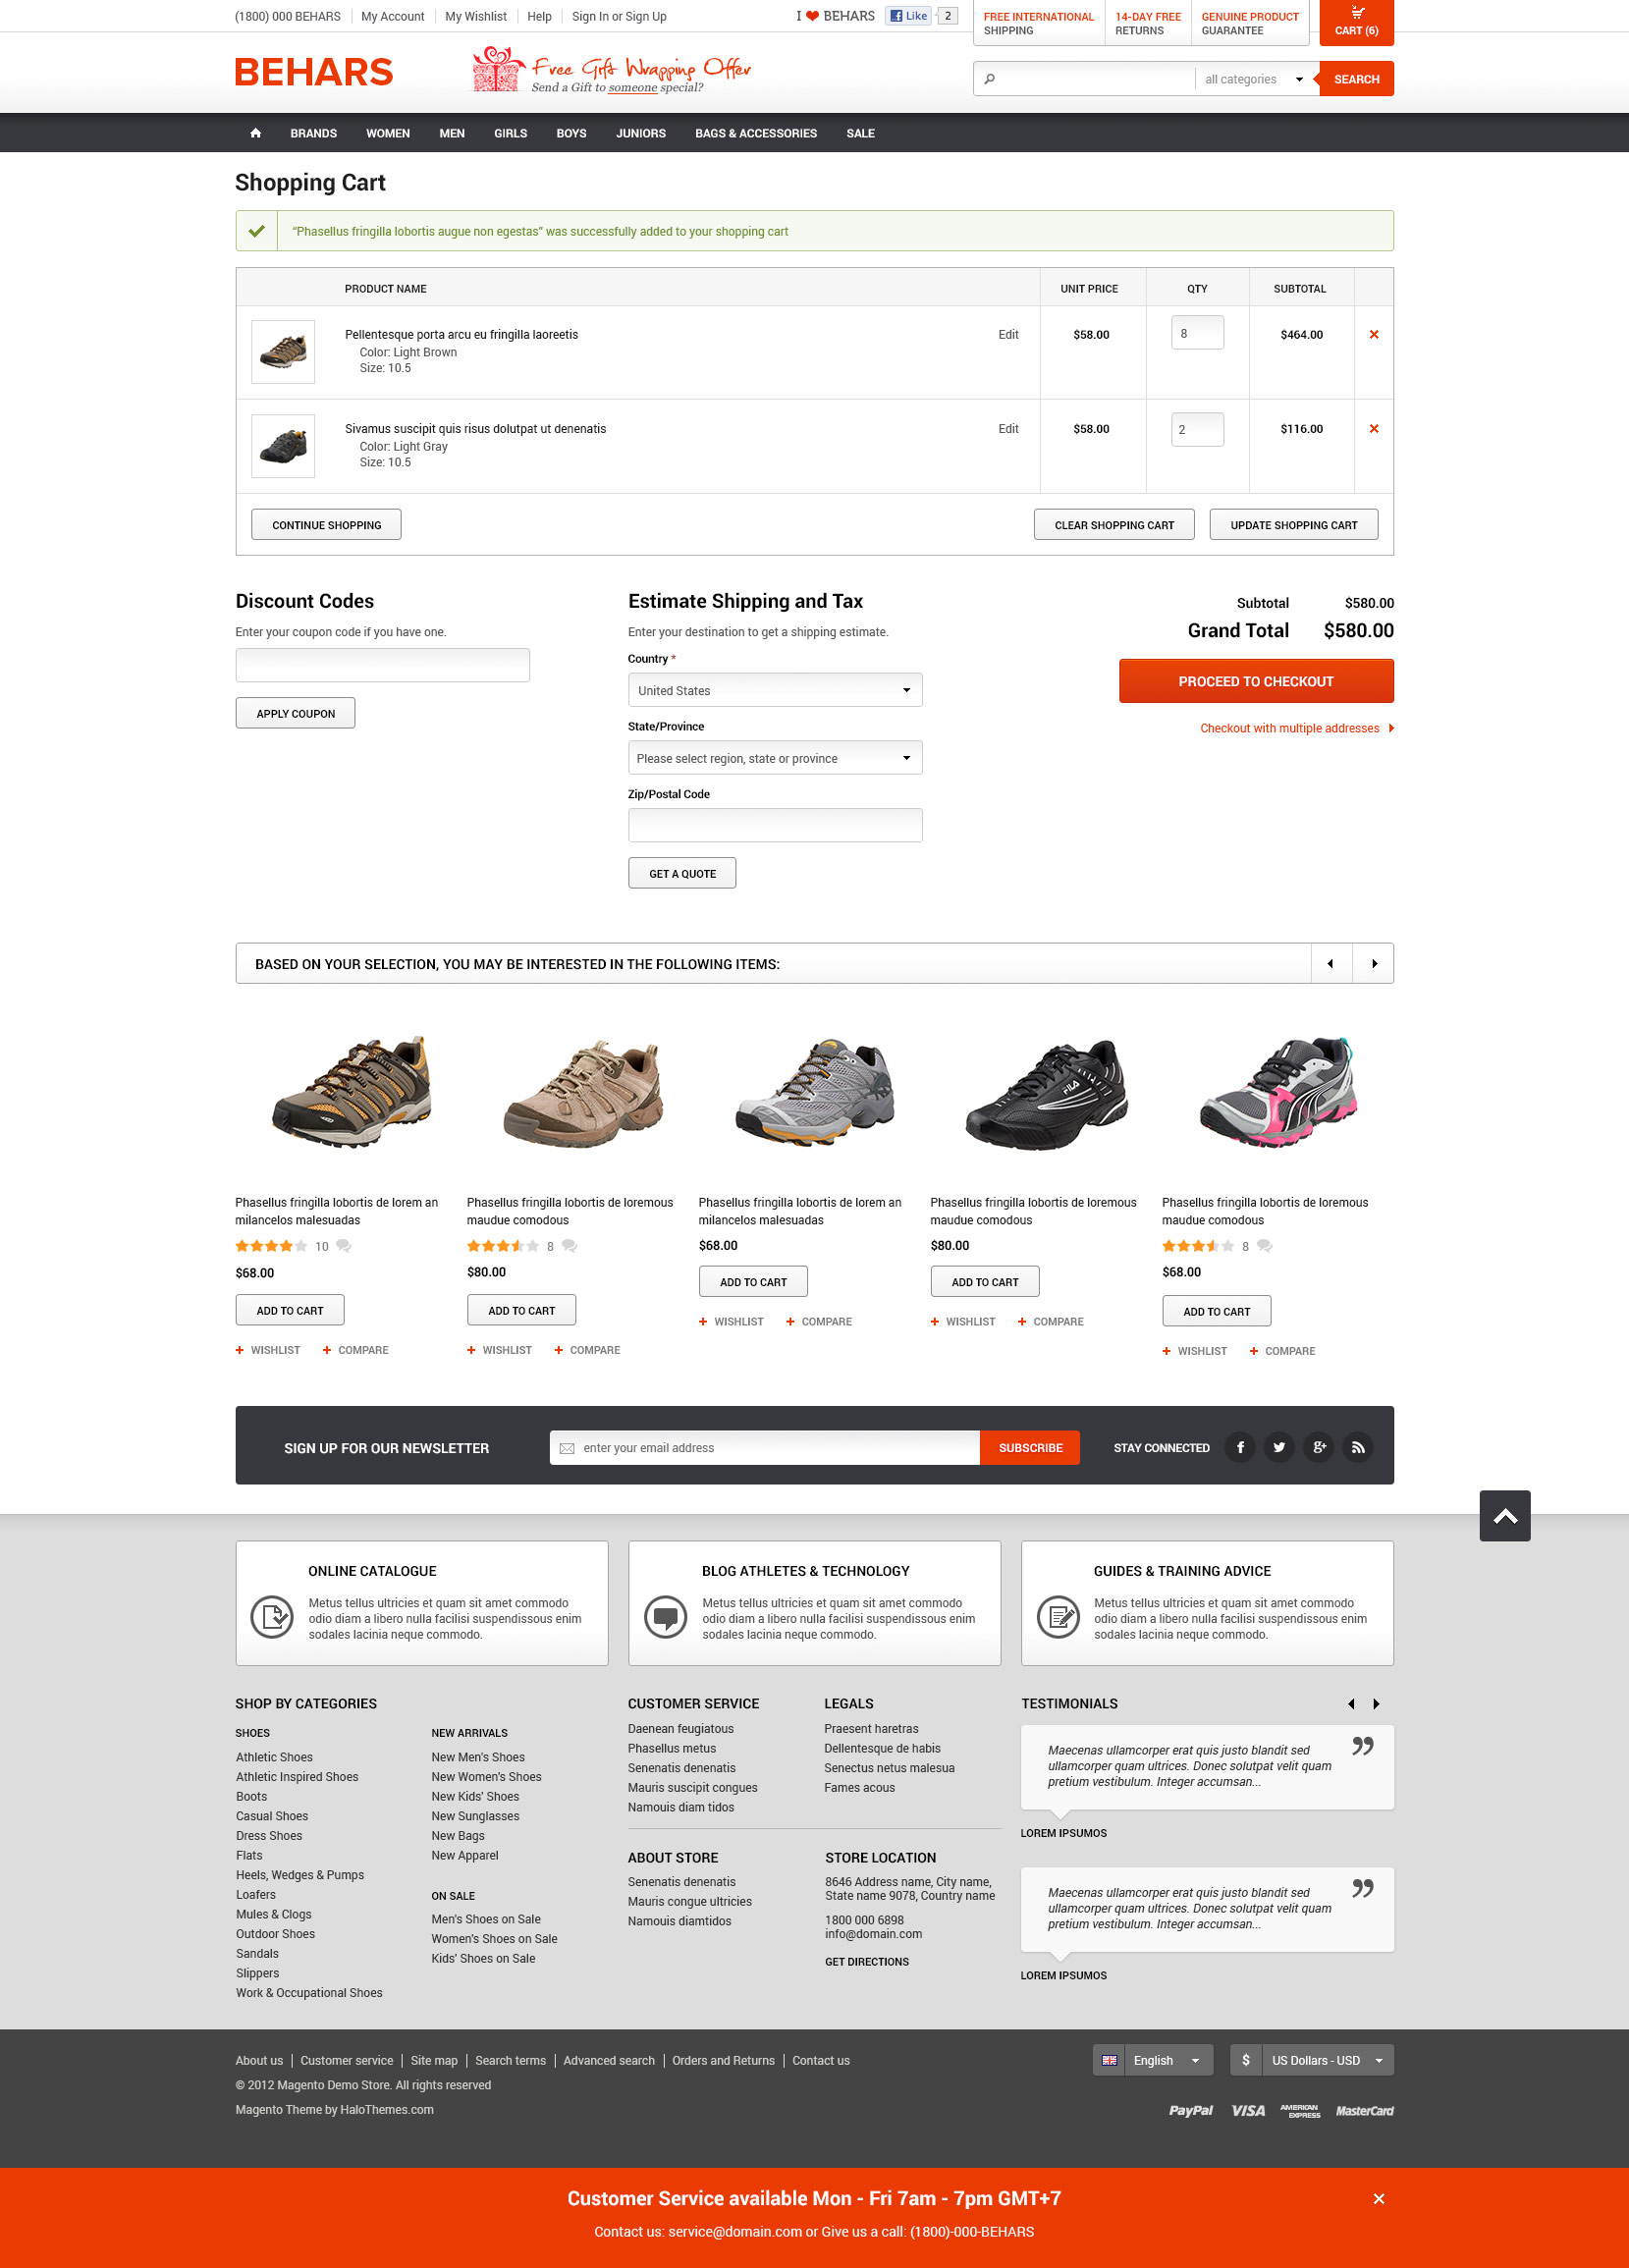 (1800) 000 BEHARS My Account My Wishlist Help Sign In or Sign Up
I BEHARS Like 2
FREE INTERNATIONAL SHIPPING
14-DAY FREE RETURNS
GENUINE PRODUCT GUARANTEE
CART (6)
BEHARS
Free Gift Wrapping Offer
Send a Gift to someone special?
all categories SEARCH
BRANDS WOMEN MEN GIRLS BOYS JUNIORS BAGS & ACCESSORIES SALE
Shopping Cart
"Phasellus fringilla lobortis augue non egestas" was successfully added to your shopping cart
PRODUCT NAME UNIT PRICE QTY SUBTOTAL
Pellentesque porta arcu eu fringilla laoreetis Edit $58.00 8 $464.00
Color: Light Brown
Size: 10.5
Sivamus suscipit quis risus dolutpat ut denenatis Edit $58.00 2 $116.00
Color: Light Gray
Size: 10.5
CONTINUE SHOPPING CLEAR SHOPPING CART UPDATE SHOPPING CART
Discount Codes
Enter your coupon code if you have one.
APPLY COUPON
Estimate Shipping and Tax
Enter your destination to get a shipping estimate.
Country *
United States
State/Province
Please select region, state or province
Zip/Postal Code
GET A QUOTE
Subtotal $580.00
Grand Total $580.00
PROCEED TO CHECKOUT
Checkout with multiple addresses
BASED ON YOUR SELECTION, YOU MAY BE INTERESTED IN THE FOLLOWING ITEMS:
FILA
Phasellus fringilla lobortis de lorem an
milancelos malesuadas
10
$68.00
ADD TO CART
WISHLIST COMPARE
Phasellus fringilla lobortis de loremous
maudue comodous
8
$80.00
ADD TO CART
WISHLIST COMPARE
Phasellus fringilla lobortis de lorem an
milancelos malesuadas
$68.00
ADD TO CART
WISHLIST COMPARE
Phasellus fringilla lobortis de loremous
maudue comodous
$80.00
ADD TO CART
WISHLIST COMPARE
Phasellus fringilla lobortis de loremous
maudue comodous
8
$68.00
ADD TO CART
WISHLIST COMPARE
SIGN UP FOR OUR NEWSLETTER enter your email address SUBSCRIBE STAY CONNECTED
ONLINE CATALOGUE
Metus tellus ultricies et quam sit amet commodo
odio diam a libero nulla facilisi suspendissous enim
sodales lacinia neque commodo.
BLOG ATHLETES & TECHNOLOGY
Metus tellus ultricies et quam sit amet commodo
odio diam a libero nulla facilisi suspendissous enim
sodales lacinia neque commodo.
GUIDES & TRAINING ADVICE
Metus tellus ultricies et quam sit amet commodo
odio diam a libero nulla facilisi suspendissous enim
sodales lacinia neque commodo.
SHOP BY CATEGORIES
SHOES
Athletic Shoes
Athletic Inspired Shoes
Boots
Casual Shoes
Dress Shoes
Flats
Heels, Wedges & Pumps
Loafers
Mules & Clogs
Outdoor Shoes
Sandals
Slippers
Work & Occupational Shoes
NEW ARRIVALS
New Men's Shoes
New Women's Shoes
New Kids' Shoes
New Sunglasses
New Bags
New Apparel
ON SALE
Men's Shoes on Sale
Women's Shoes on Sale
Kids' Shoes on Sale
CUSTOMER SERVICE
Daenean feugiatous
Phasellus metus
Senenatis denenatis
Mauris suscipit congues
Namouis diam tidos
LEGALS
Praesent haretras
Dellentesque de habis
Senectus netus malesua
Fames acous
ABOUT STORE
Senenatis denenatis
Mauris congue ultricies
Namouis diamtidos
STORE LOCATION
8646 Address name, City name,
State name 9078, Country name
1800 000 6898
info@domain.com
GET DIRECTIONS
TESTIMONIALS
Maecenas ullamcorper erat quis justo blandit sed
ullamcorper quam ultrices. Donec solutpat velit quam
pretium vestibulum. Integer accumsan...
LOREM IPSUMOS
Maecenas ullamcorper erat quis justo blandit sed
ullamcorper quam ultrices. Donec solutpat velit quam
pretium vestibulum. Integer accumsan...
LOREM IPSUMOS
About us Customer service Site map Search terms Advanced search Orders and Returns Contact us
English $ US Dollars - USD
© 2012 Magento Demo Store. All rights reserved
Magento Theme by HaloThemes.com
PayPal VISA AMERICAN EXPRESS MasterCard
Customer Service available Mon - Fri 7am - 7pm GMT+7
Contact us: service@domain.com or Give us a call: (1800)-000-BEHARS